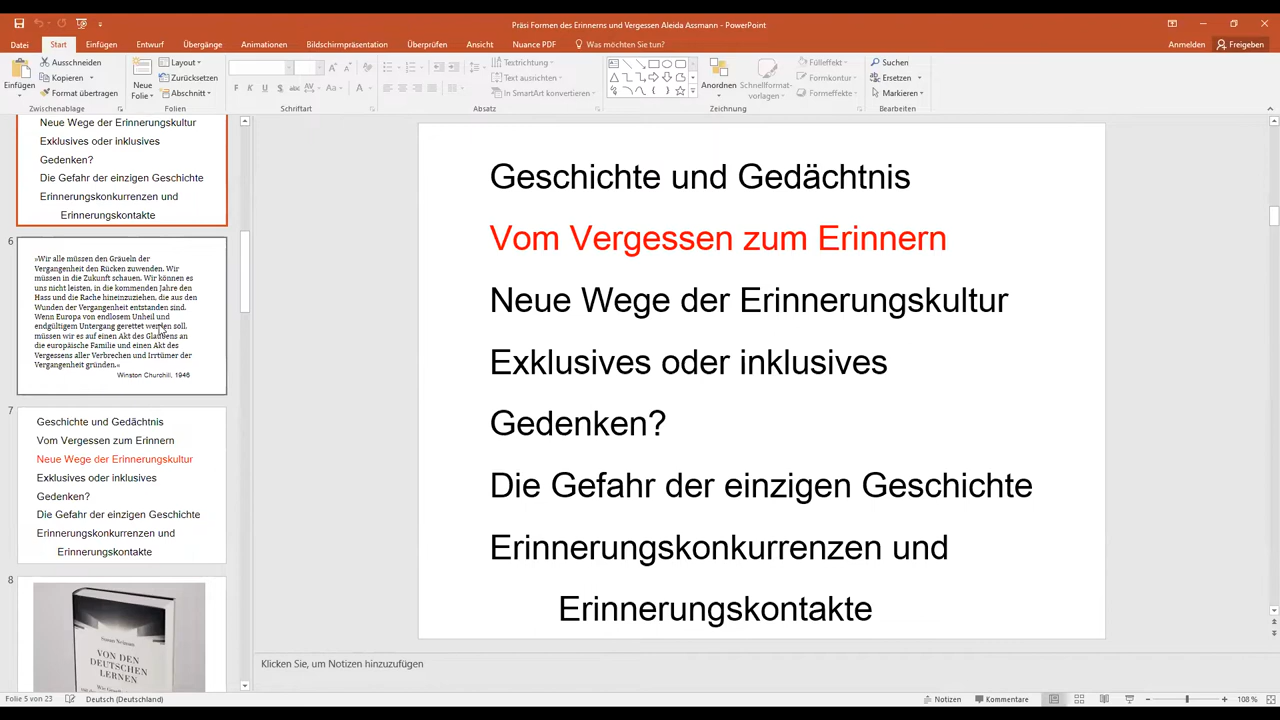 Präsi Formen des Erinnerns und Vergessen Aleida Assmann - PowerPoint
Datei Start Einfügen Entwurf Übergänge Animationen Bildschirmpräsentation Überprüfen Ansicht Nuance PDF Was möchten Sie tun? Anmelden Freigeben
Einfügen
Ausschneiden
Kopieren
Format übertragen
Zwischenablage
Neue
Folie
Layout
Zurücksetzen
Abschnitt
Folien
F K U S
Schriftart
Textrichtung
Text ausrichten
In SmartArt konvertieren
Absatz
Anordnen
Schnellformat-
vorlagen
Fülleffekt
Formkontur
Formeffekte
Zeichnung
Suchen
Ersetzen
Markieren
Bearbeiten
Neue Wege der Erinnerungskultur
Exklusives oder inklusives
Gedenken?
Die Gefahr der einzigen Geschichte
Erinnerungskonkurrenzen und
Erinnerungskontakte
6
»Wir alle müssen den Gräueln der
Vergangenheit den Rücken zuwenden. Wir
müssen in die Zukunft schauen. Wir können es
uns nicht leisten, in die kommenden Jahre den
Hass und die Rache hineinzuziehen, die aus den
Wunden der Vergangenheit entstanden sind.
Wenn Europa von endlosem Unheil und
endgültigem Untergang gerettet werden soll,
müssen wir es auf einen Akt des Glaubens an
die europäische Familie und einen Akt des
Vergessens aller Verbrechen und Irrtümer der
Vergangenheit gründen.«
Winston Churchill, 1946
7
Geschichte und Gedächtnis
Vom Vergessen zum Erinnern
Neue Wege der Erinnerungskultur
Exklusives oder inklusives
Gedenken?
Die Gefahr der einzigen Geschichte
Erinnerungskonkurrenzen und
Erinnerungskontakte
8
Susan Neiman
VON DEN
DEUTSCHEN
LERNEN
Geschichte und Gedächtnis
Vom Vergessen zum Erinnern
Neue Wege der Erinnerungskultur
Exklusives oder inklusives
Gedenken?
Die Gefahr der einzigen Geschichte
Erinnerungskonkurrenzen und
Erinnerungskontakte
Klicken Sie, um Notizen hinzuzufügen
Folie 5 von 23 Deutsch (Deutschland) Notizen Kommentare 108 %